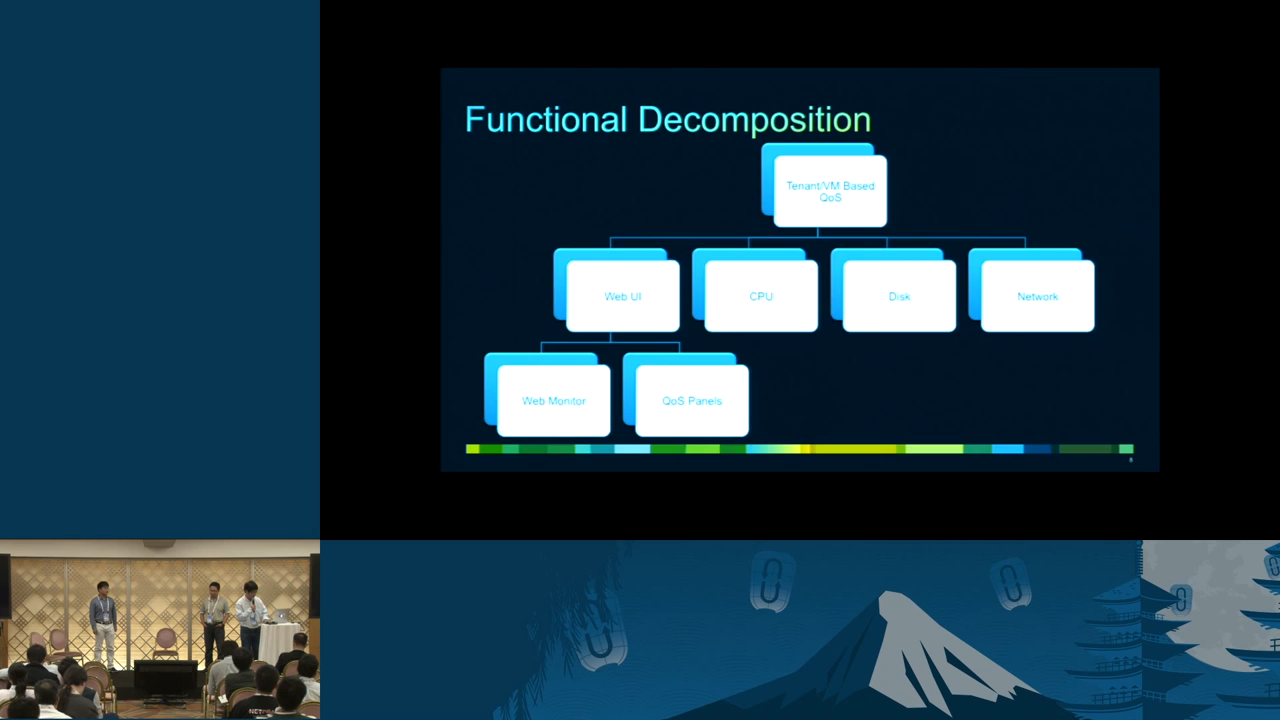 Functional Decomposition
Tenant/VM Based
QoS
Web UI
CPU
Disk
Network
Web Monitor
QoS Panels